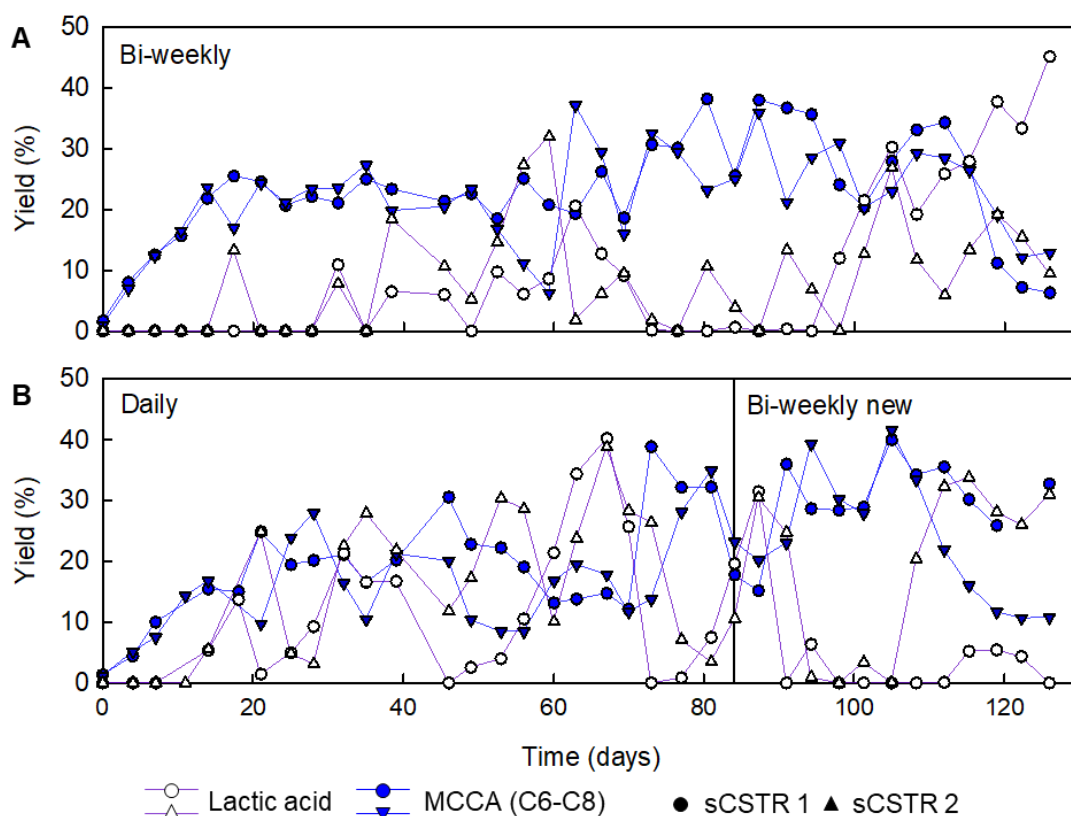 A
Bi-weekly
Yield (%)
50
40
30
20
10
0
B
Daily
Bi-weekly new
Yield (%)
50
40
30
20
10
0
0 20 40 60 80 100 120
Time (days)
Lactic acid MCCA (C6-C8) sCSTR 1 sCSTR 2